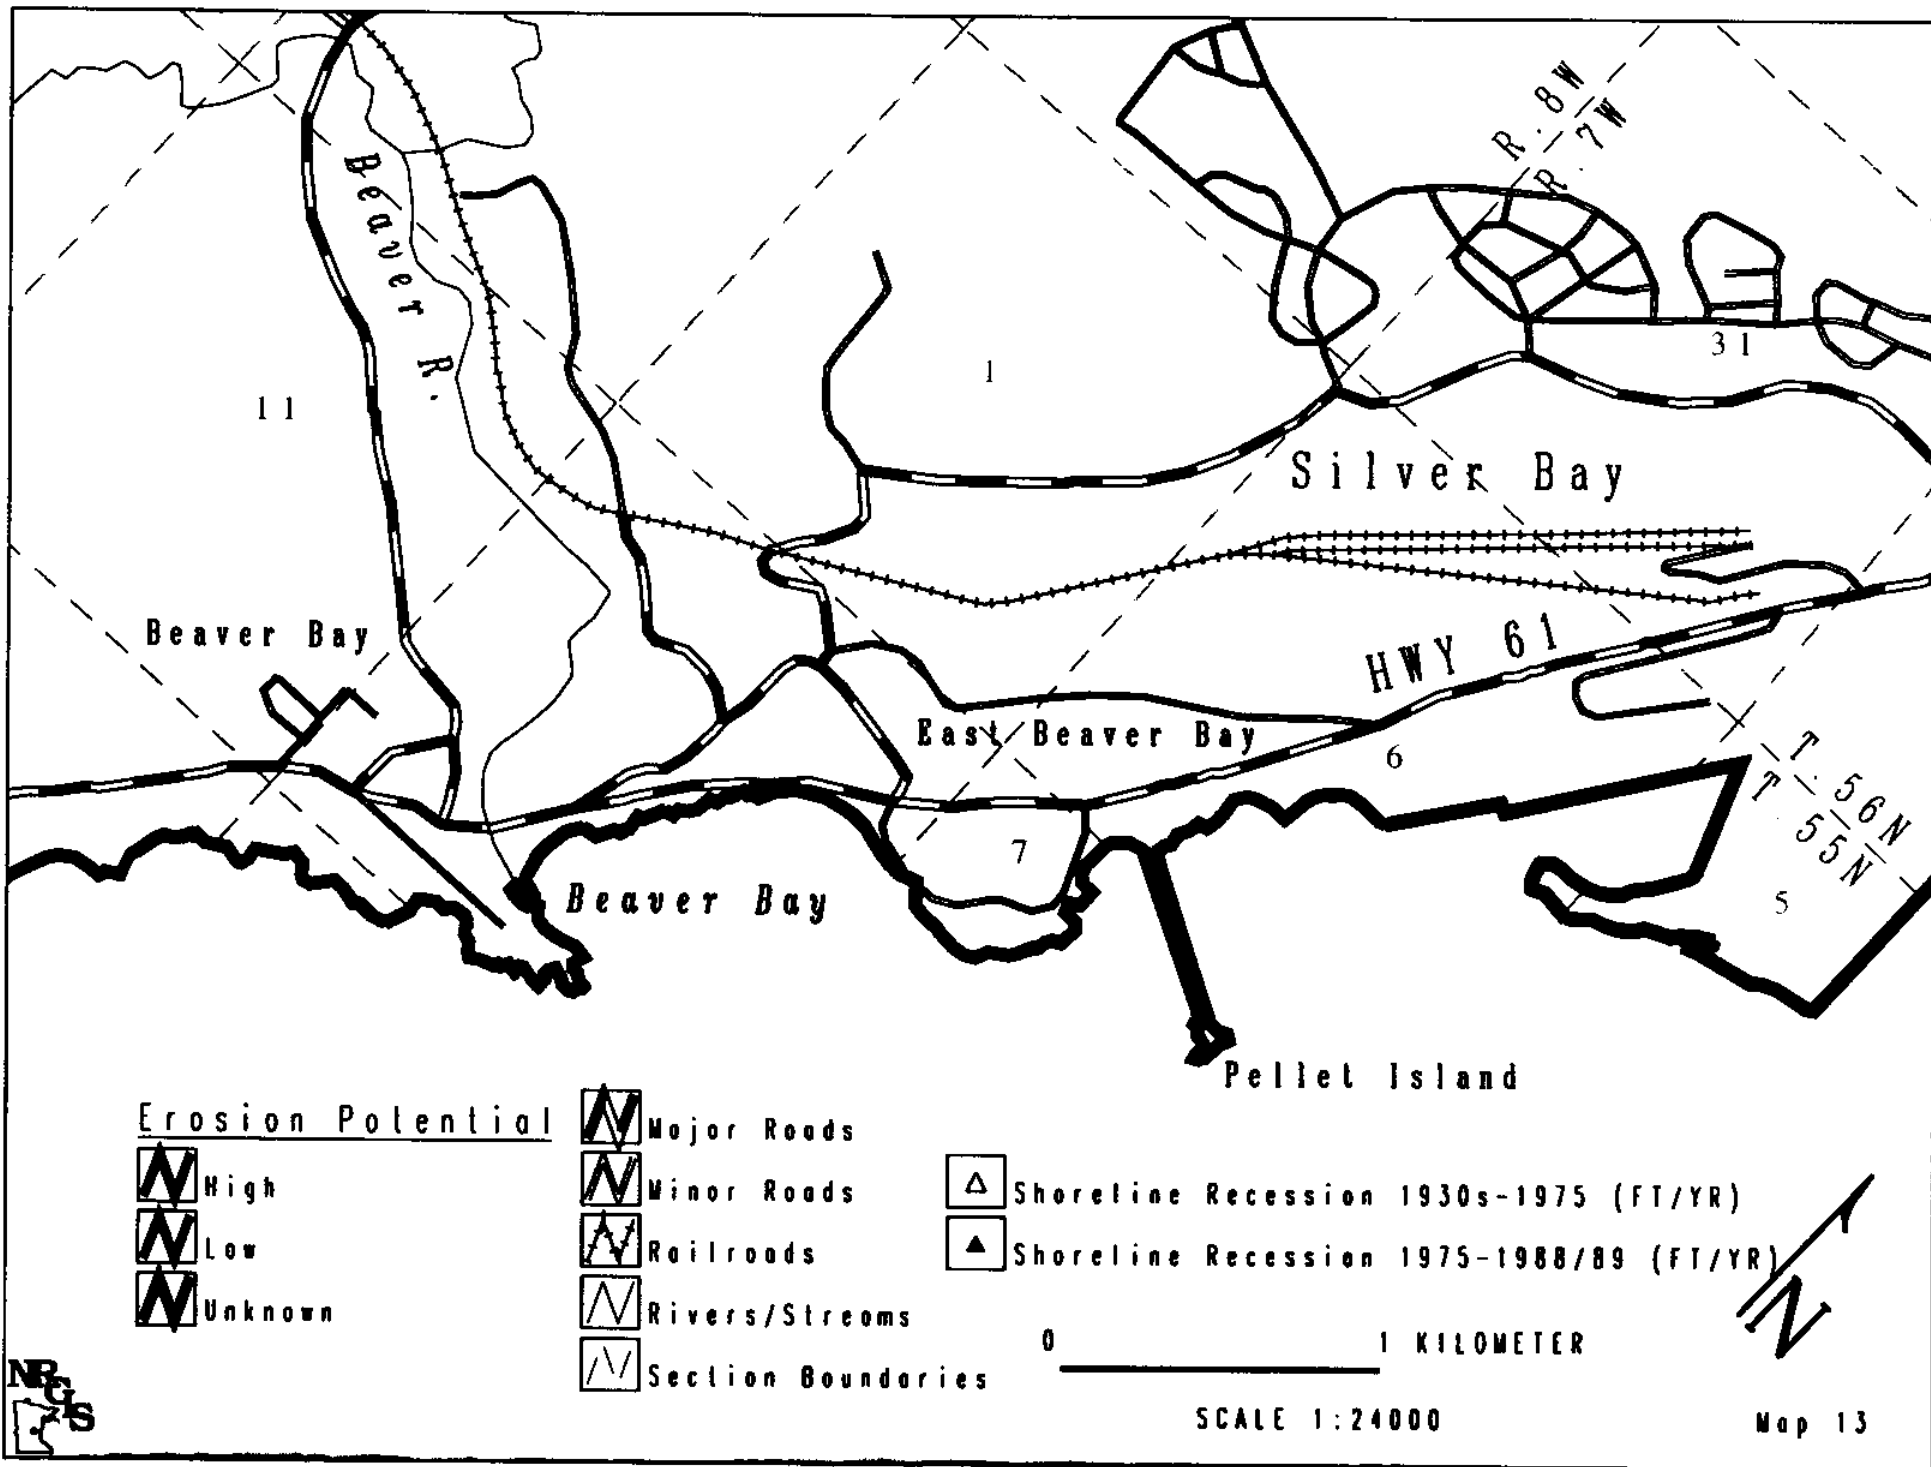 R. 8W
R. 7W
Beaver R.
31
1
11
Silver Bay
Beaver Bay
HWY 61
East Beaver Bay
6
T. 56N
T 55N
7
Beaver Bay
5
Pellet Island
Erosion Potential
High
Low
Unknown
Major Roads
Minor Roads
Railroads
Rivers/Streams
Section Boundaries
Shoreline Recession 1930s-1975 (FT/YR)
Shoreline Recession 1975-1988/89 (FT/YR)
0 1 KILOMETER
SCALE 1:24000
N
Map 13
NRGIS